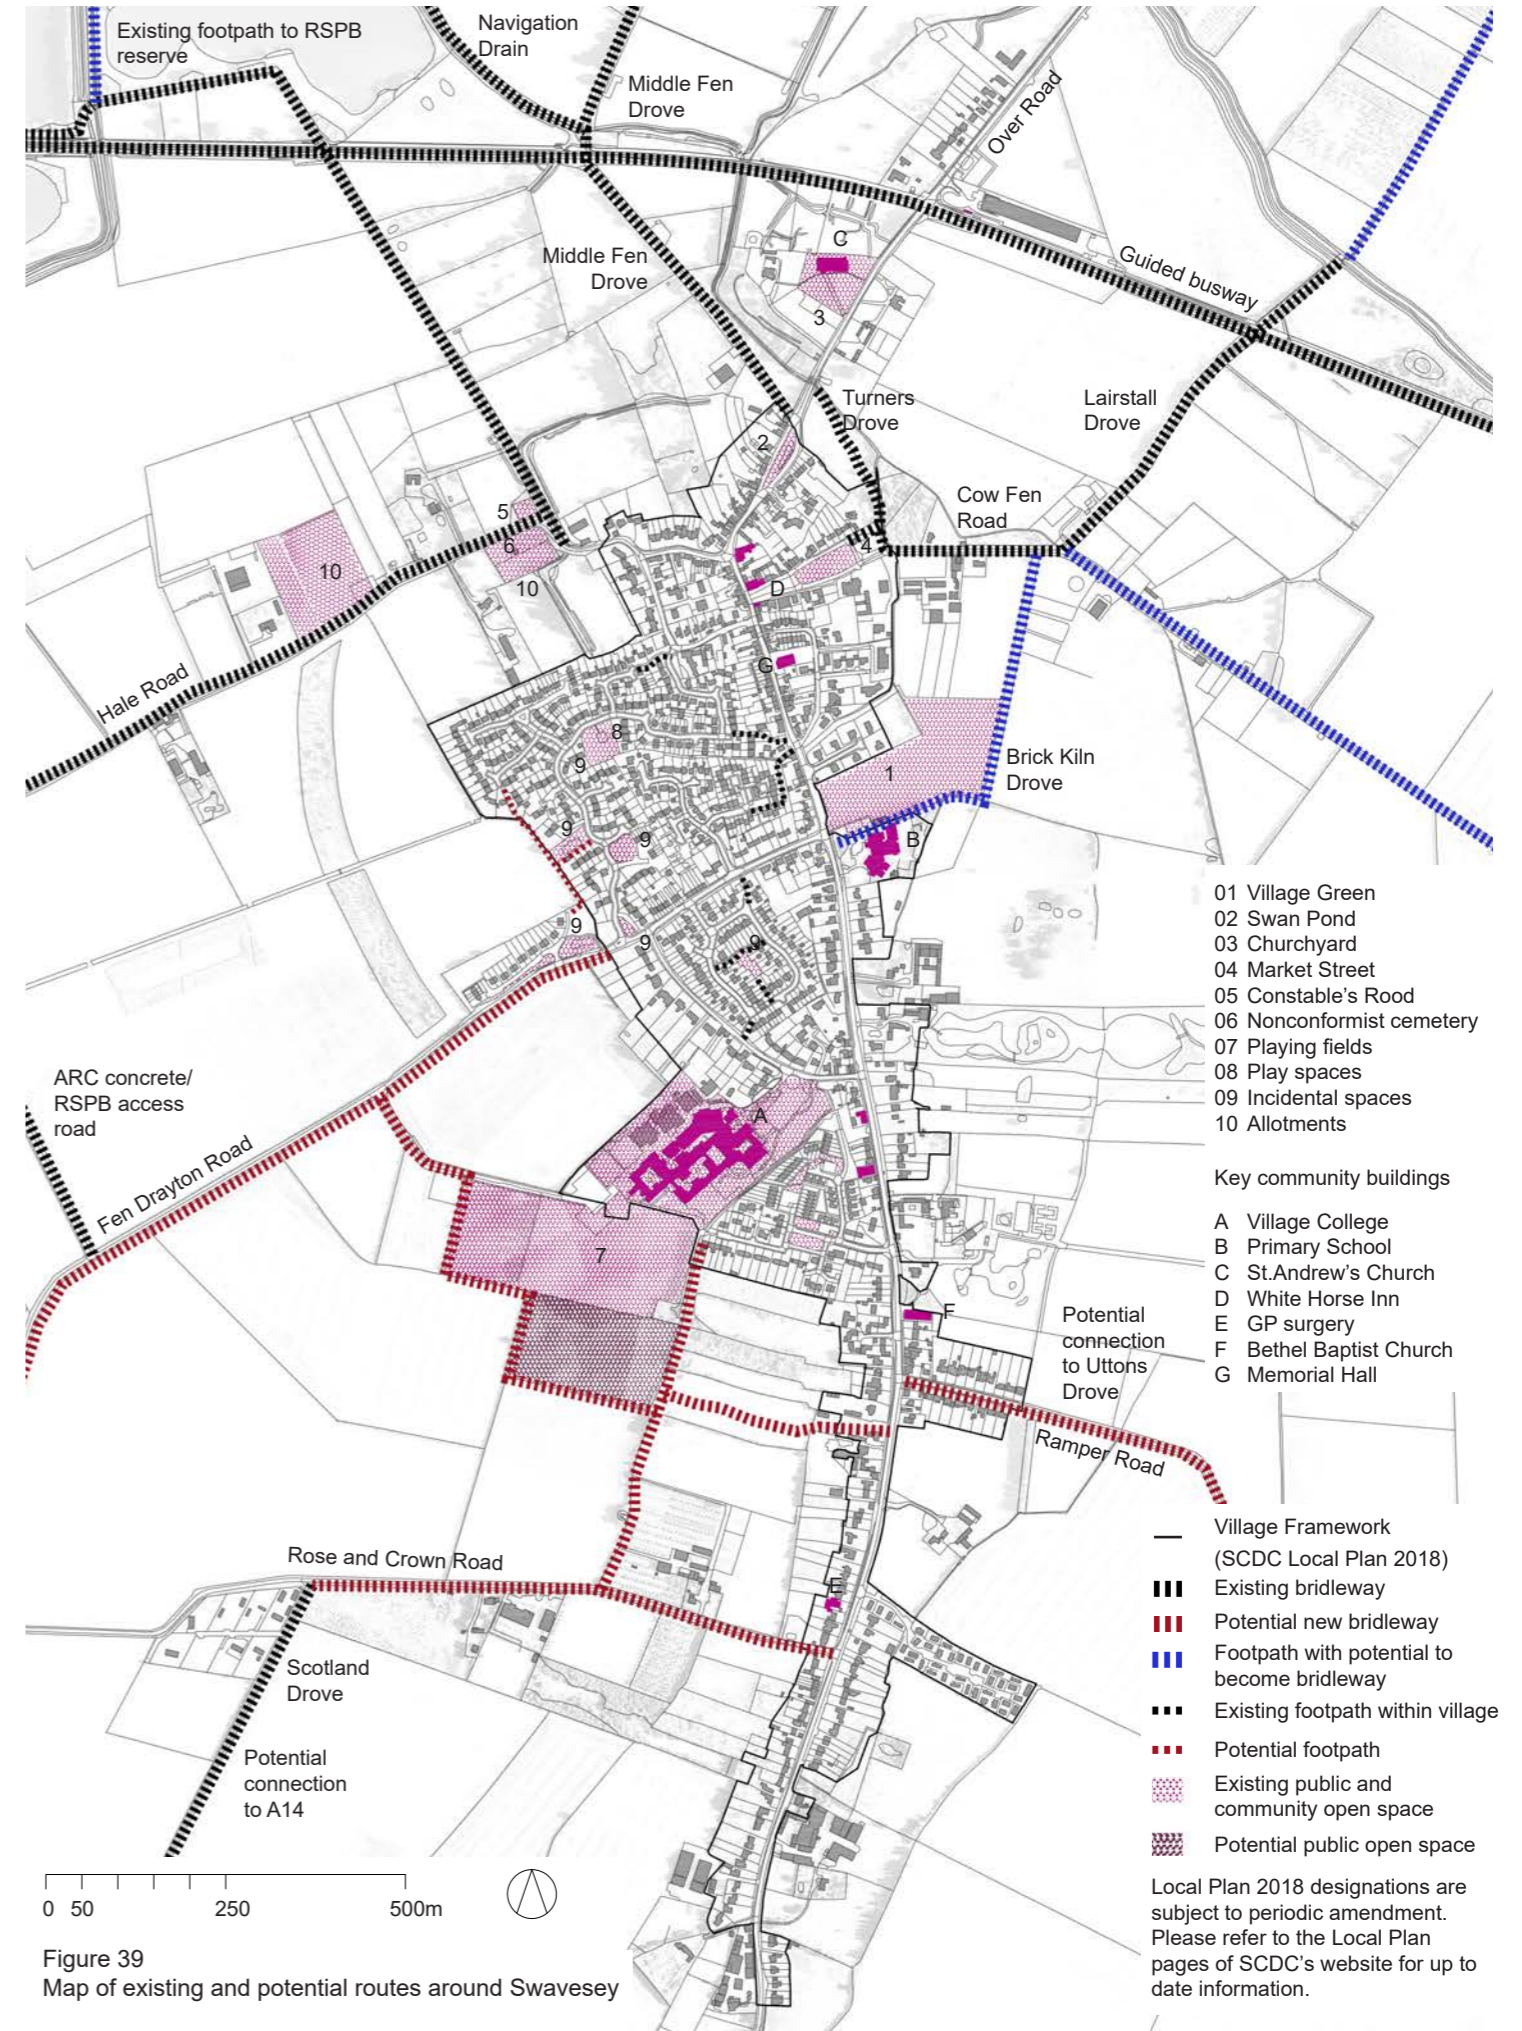 Existing footpath to RSPB
reserve
Navigation
Drain
Middle Fen
Drove
Over Road
C
Middle Fen
Drove
Guided busway
3
Turners
Drove
Lairstall
Drove
2
5
Cow Fen
Road
6
4
10
10
D
G
Hale Road
8
9
1
Brick Kiln
Drove
9
9
B
9
9
9
01 Village Green
02 Swan Pond
03 Churchyard
04 Market Street
05 Constable's Rood
06 Nonconformist cemetery
07 Playing fields
08 Play spaces
09 Incidental spaces
10 Allotments
Key community buildings
A Village College
B Primary School
C St.Andrew's Church
D White Horse Inn
E GP surgery
F Bethel Baptist Church
G Memorial Hall
ARC concrete/
RSPB access
road
A
Fen Drayton Road
7
F
Potential
connection
to Uttons
Drove
Ramper Road
Rose and Crown Road
E
Scotland
Drove
Potential
connection
to A14
Village Framework
(SCDC Local Plan 2018)
Existing bridleway
Potential new bridleway
Footpath with potential to
become bridleway
Existing footpath within village
Potential footpath
Existing public and
community open space
Potential public open space
Local Plan 2018 designations are
subject to periodic amendment.
Please refer to the Local Plan
pages of SCDC's website for up to
date information.
0 50 250 500m
Figure 39
Map of existing and potential routes around Swavesey